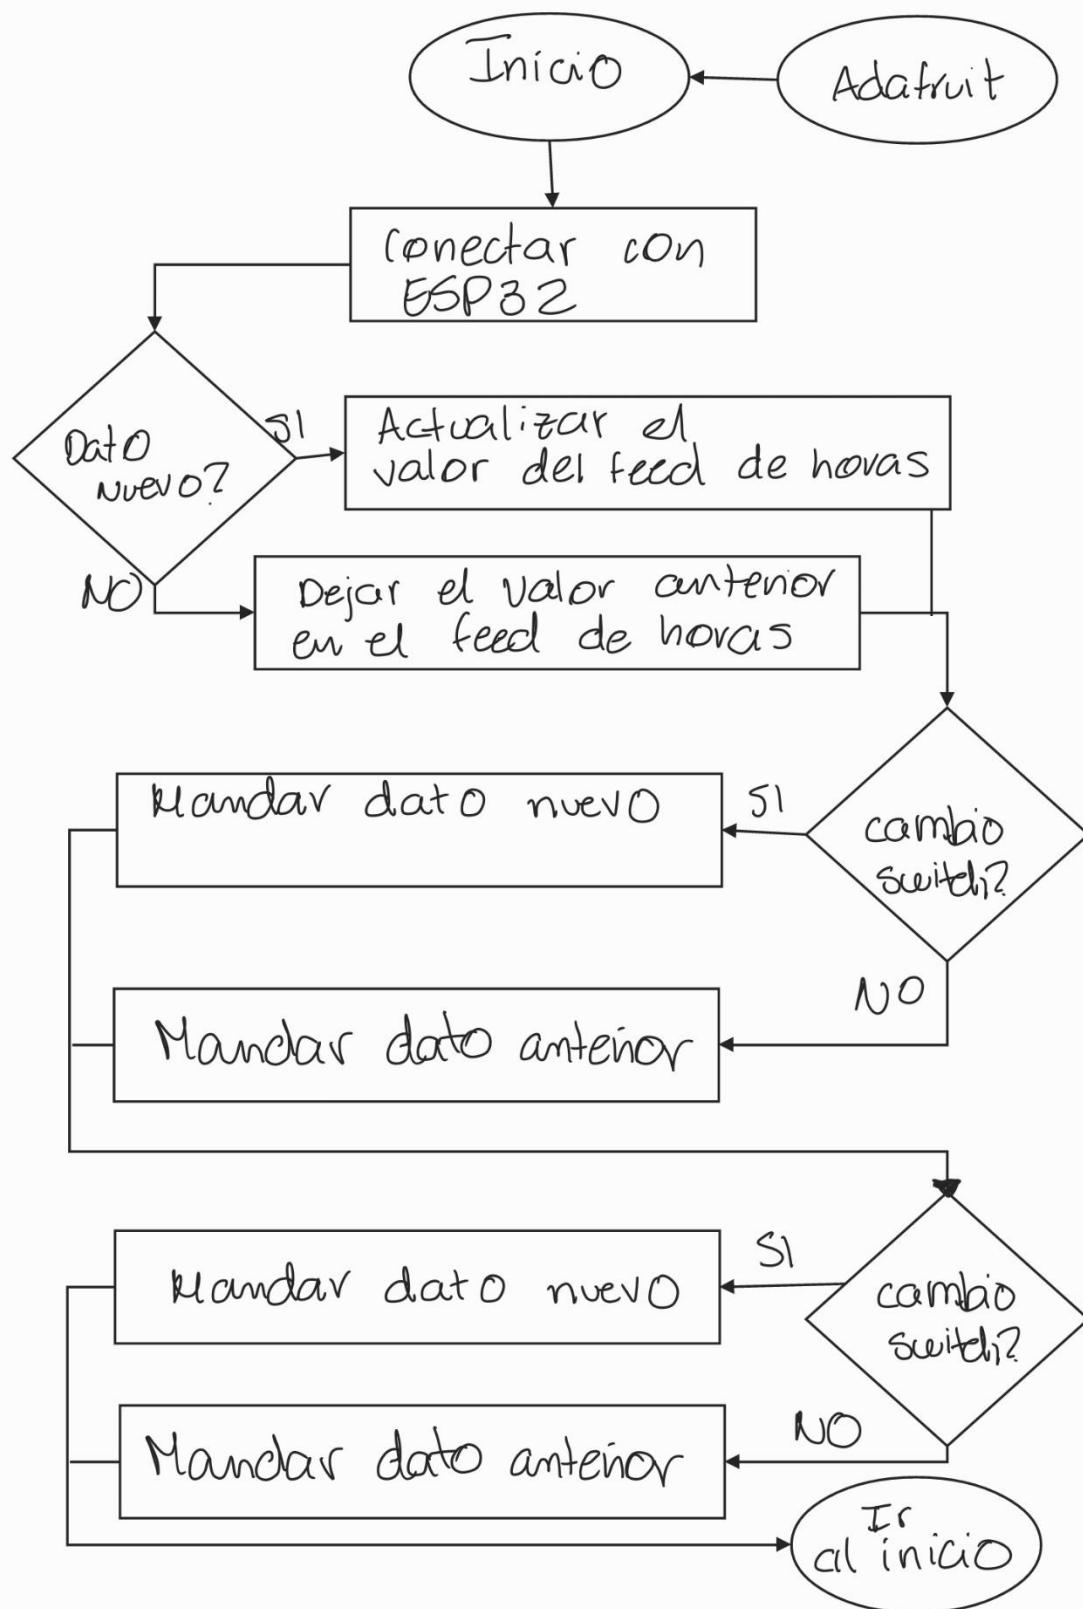 Inicio
Adafruit
Conectar con
ESP32
Dato
nuevo?
SI
Actualizar el
valor del feed de horas
NO
Dejar el valor anterior
en el feed de horas
Mandar dato nuevo
SI
cambio
switch?
NO
Mandar dato anterior
Mandar dato nuevo
SI
cambio
switch?
NO
Mandar dato anterior
Ir
al inicio